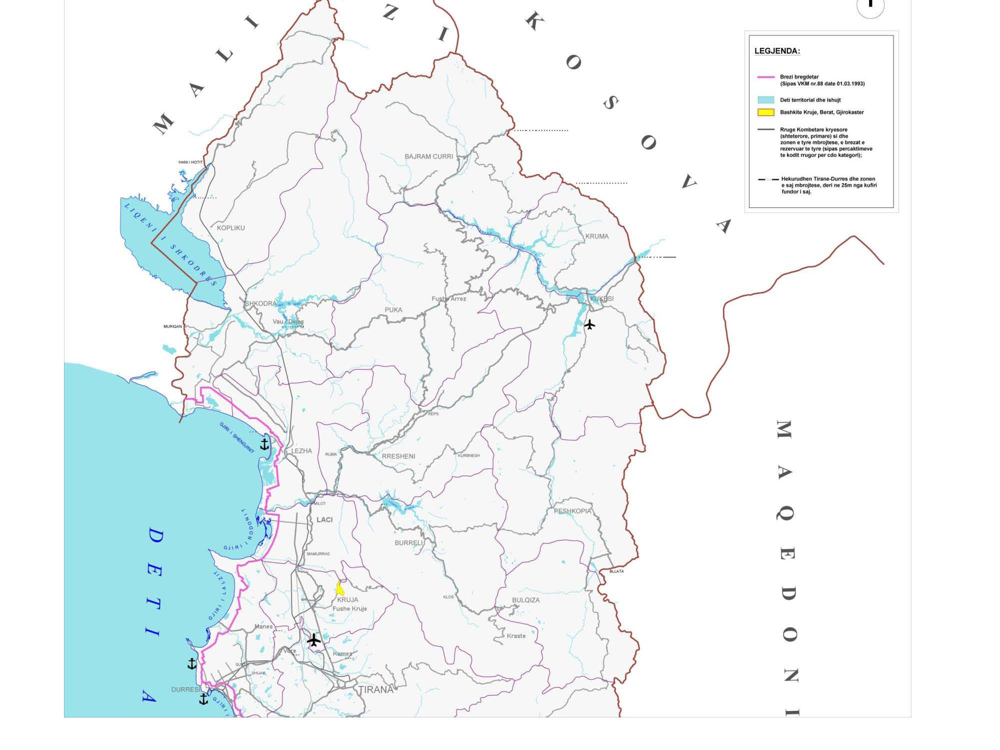 MALI ZI
KOSOVA
LEGJENDA:
Brezi bregdetar
(Sipas VKM nr.88 date 01.03.1993)
Deti territorial dhe ishujt
Bashkite Kruje, Berat, Gjirokaster
Rruge Kombetare kryesore
(shteterore, primare) si dhe
zonen e tyre mbrojtese, e brezat e
rezervuar te tyre (sipas percaktimeve
te kodit rrugor per cdo kategori);
Hekurudhen Tirane-Durres dhe zonen
e saj mbrojtese, deri ne 25m nga kufiri
fundor i saj.
HANI I HOTIT
BAJRAM CURRI
LIQENI I SHKODRES
KOPLIKU
KRUMA
SHKODRA
Fushe Arrez
KUKESI
PUKA
Vau i Dejes
MURIQAN
REPS
GJIRI I SHENGJINIT
LEZHA
RUBIK
RRESHENI
KURBNESH
MILOT
PESHKOPIA
LACI
GJIRI I RODONIT
BURRELI
MAMURRAS
BLLATA
GJIRI I LALZIT
KRUJA
KLOS
BULQIZA
Fushe Kruje
Manes
Kraste
Vore
Kamez
SHIJAK
DURRESI
TIRANA
GJIRI I
DETI A
MAQEDONI